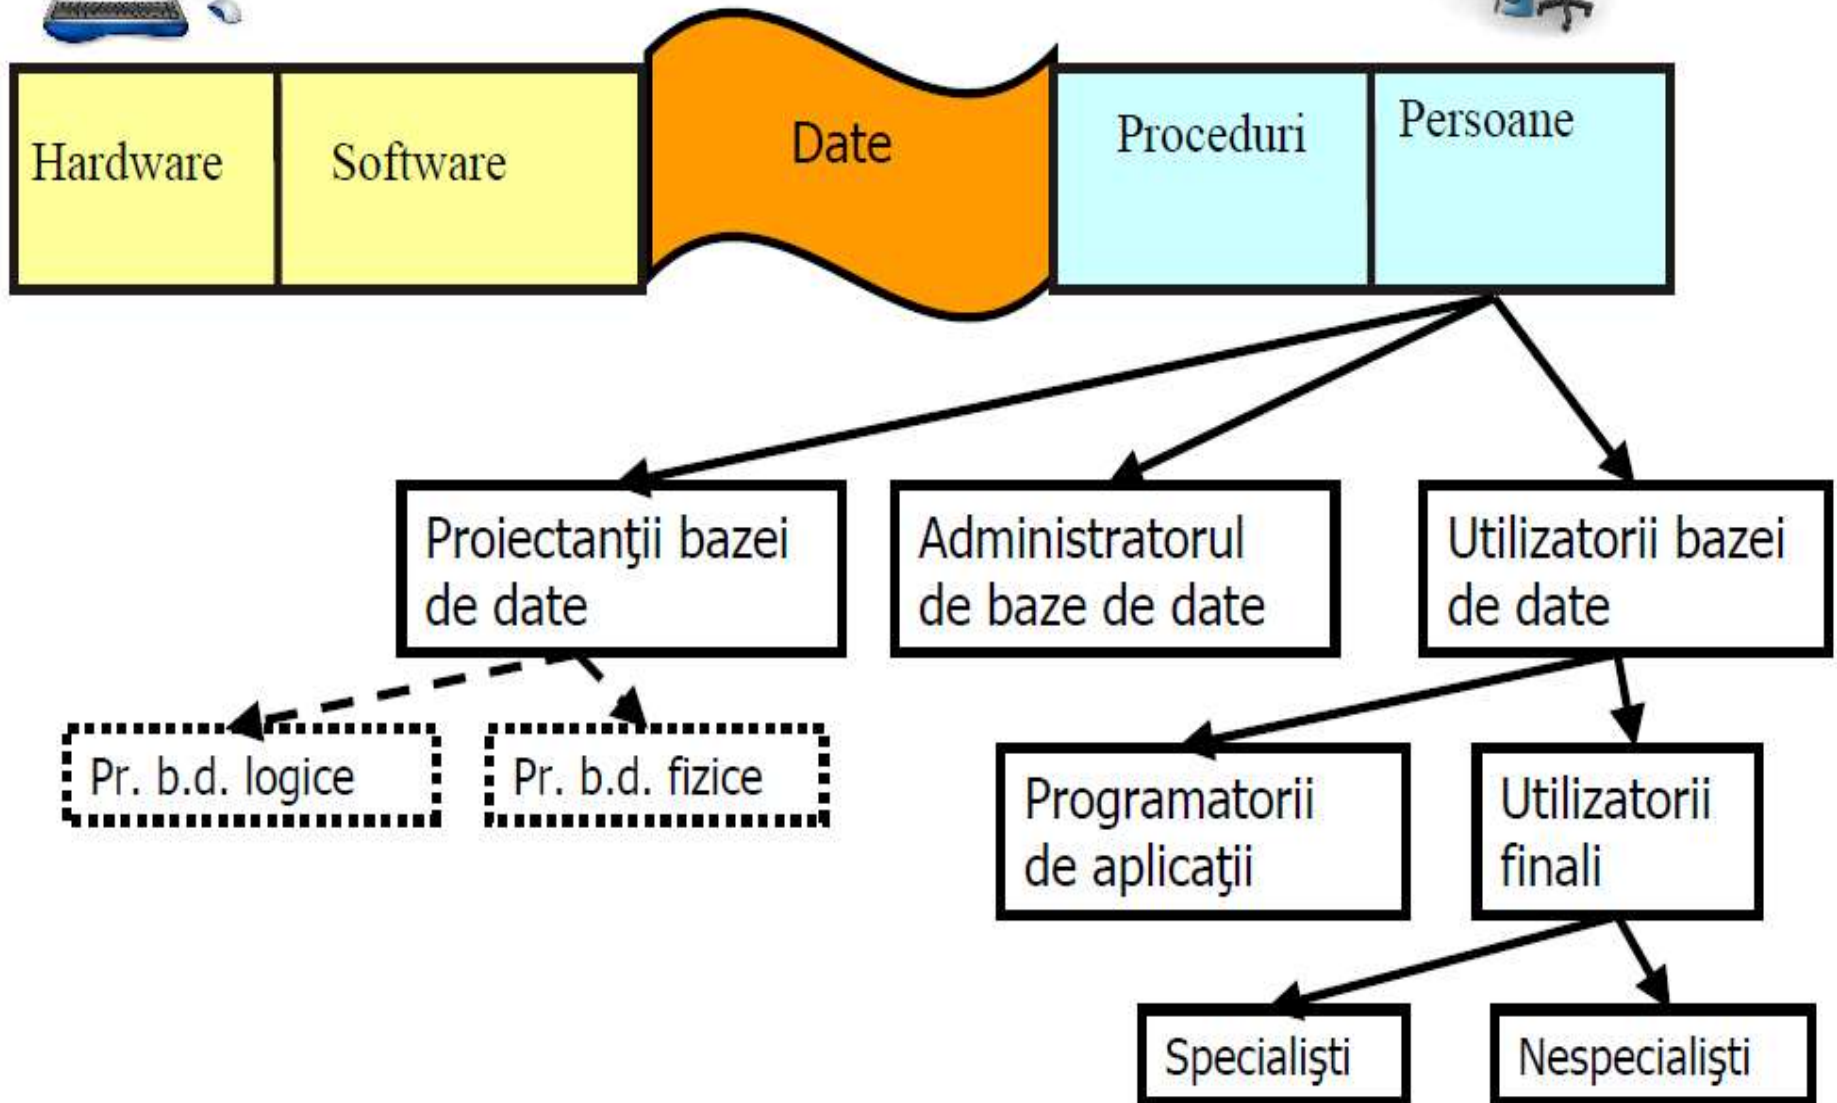 Hardware
Software
Date
Proceduri
Persoane
Proiectanţii bazei
de date
Administratorul
de baze de date
Utilizatorii bazei
de date
Pr. b.d. logice
Pr. b.d. fizice
Programatorii
de aplicaţii
Utilizatorii
finali
Specialişti
Nespecialişti